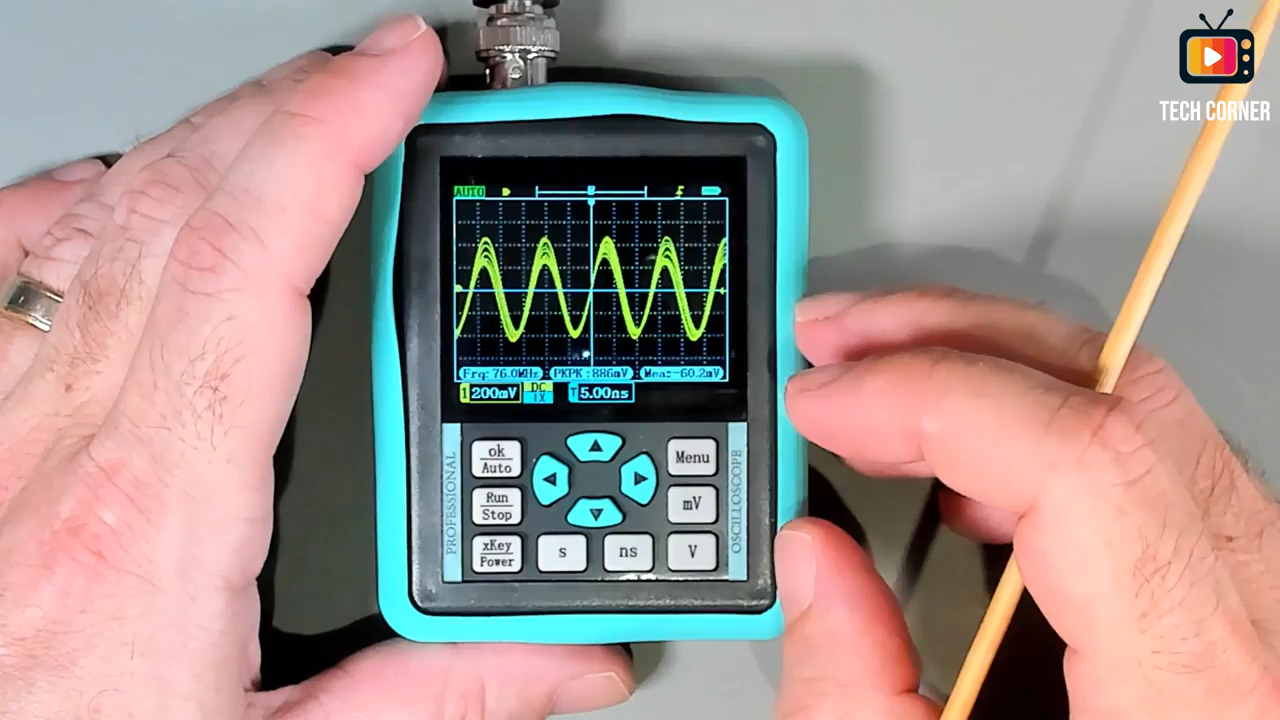 TECH CORNER
AUTO
Frq: 76.0MHz PKPK :886mV Mea:-60.2mV
1 200mV DC 1X T 5.00ns
PROFESSIONAL
OSCILLOSCOPE
ok
Auto
Menu
Run
Stop
mV
xKey
Power
s
ns
V